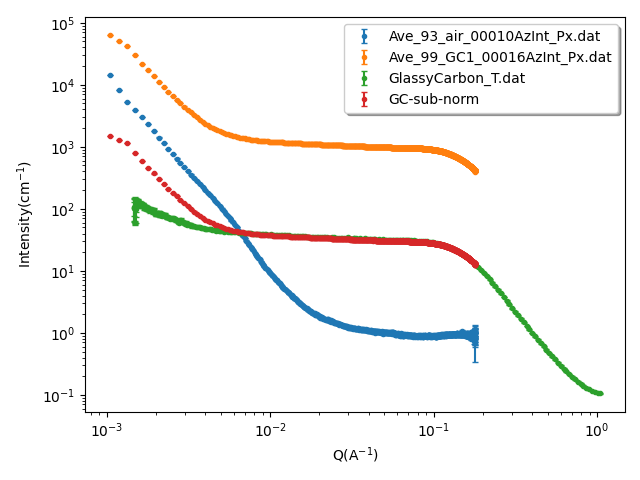 Ave_93_air_00010AzInt_Px.dat
Ave_99_GC1_00016AzInt_Px.dat
GlassyCarbon_T.dat
GC-sub-norm
10⁵
10⁴
10³
10²
10¹
10⁰
10⁻¹
Intensity(cm⁻¹)
10⁻³
10⁻²
10⁻¹
10⁰
Q(A⁻¹)